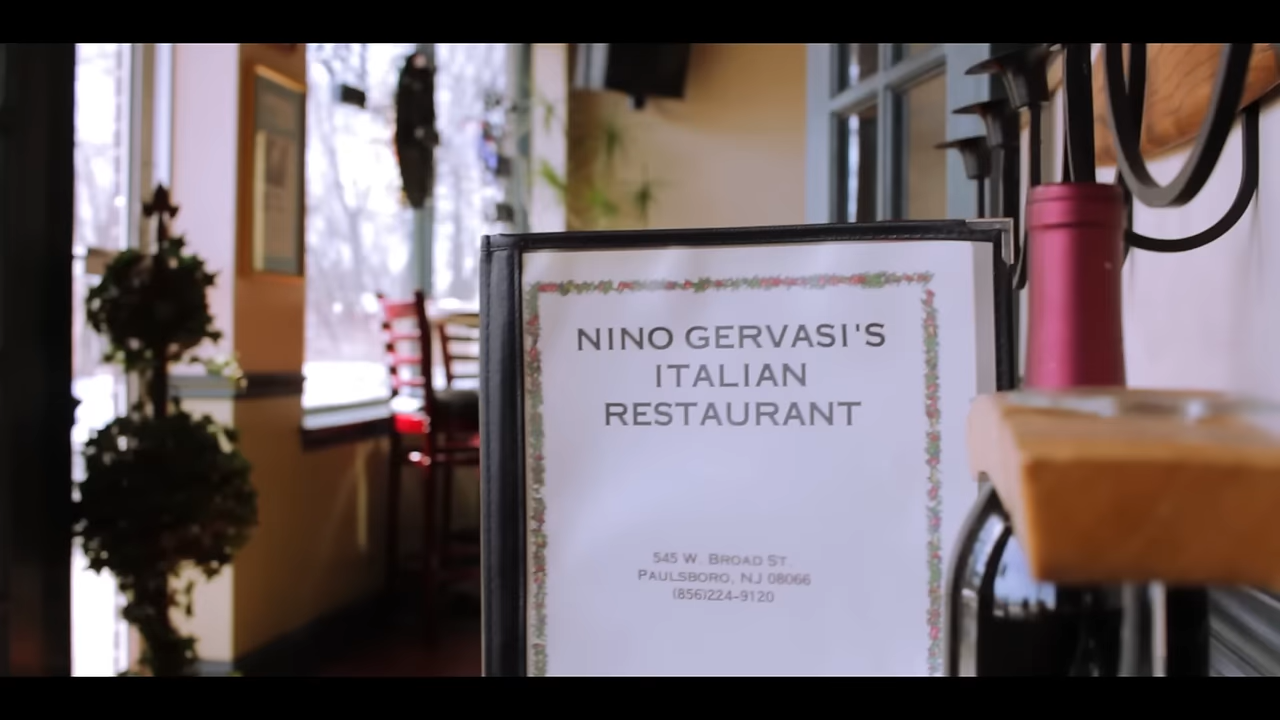 NINO GERVASI'S
ITALIAN
RESTAURANT
545 W. BROAD ST.
PAULSBORO, NJ 08066
(856)224-9120